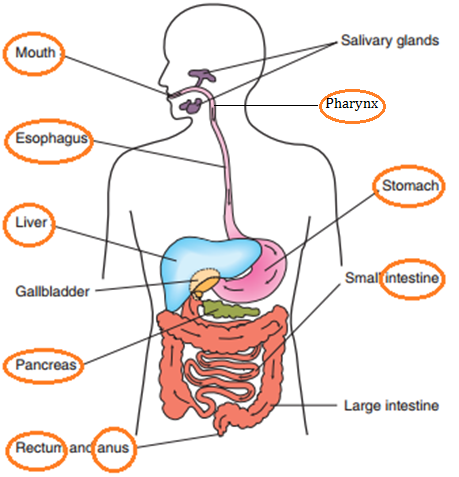 Salivary glands
Mouth
Pharynx
Esophagus
Stomach
Liver
Small intestine
Gallbladder
Pancreas
Large intestine
Rectum and anus